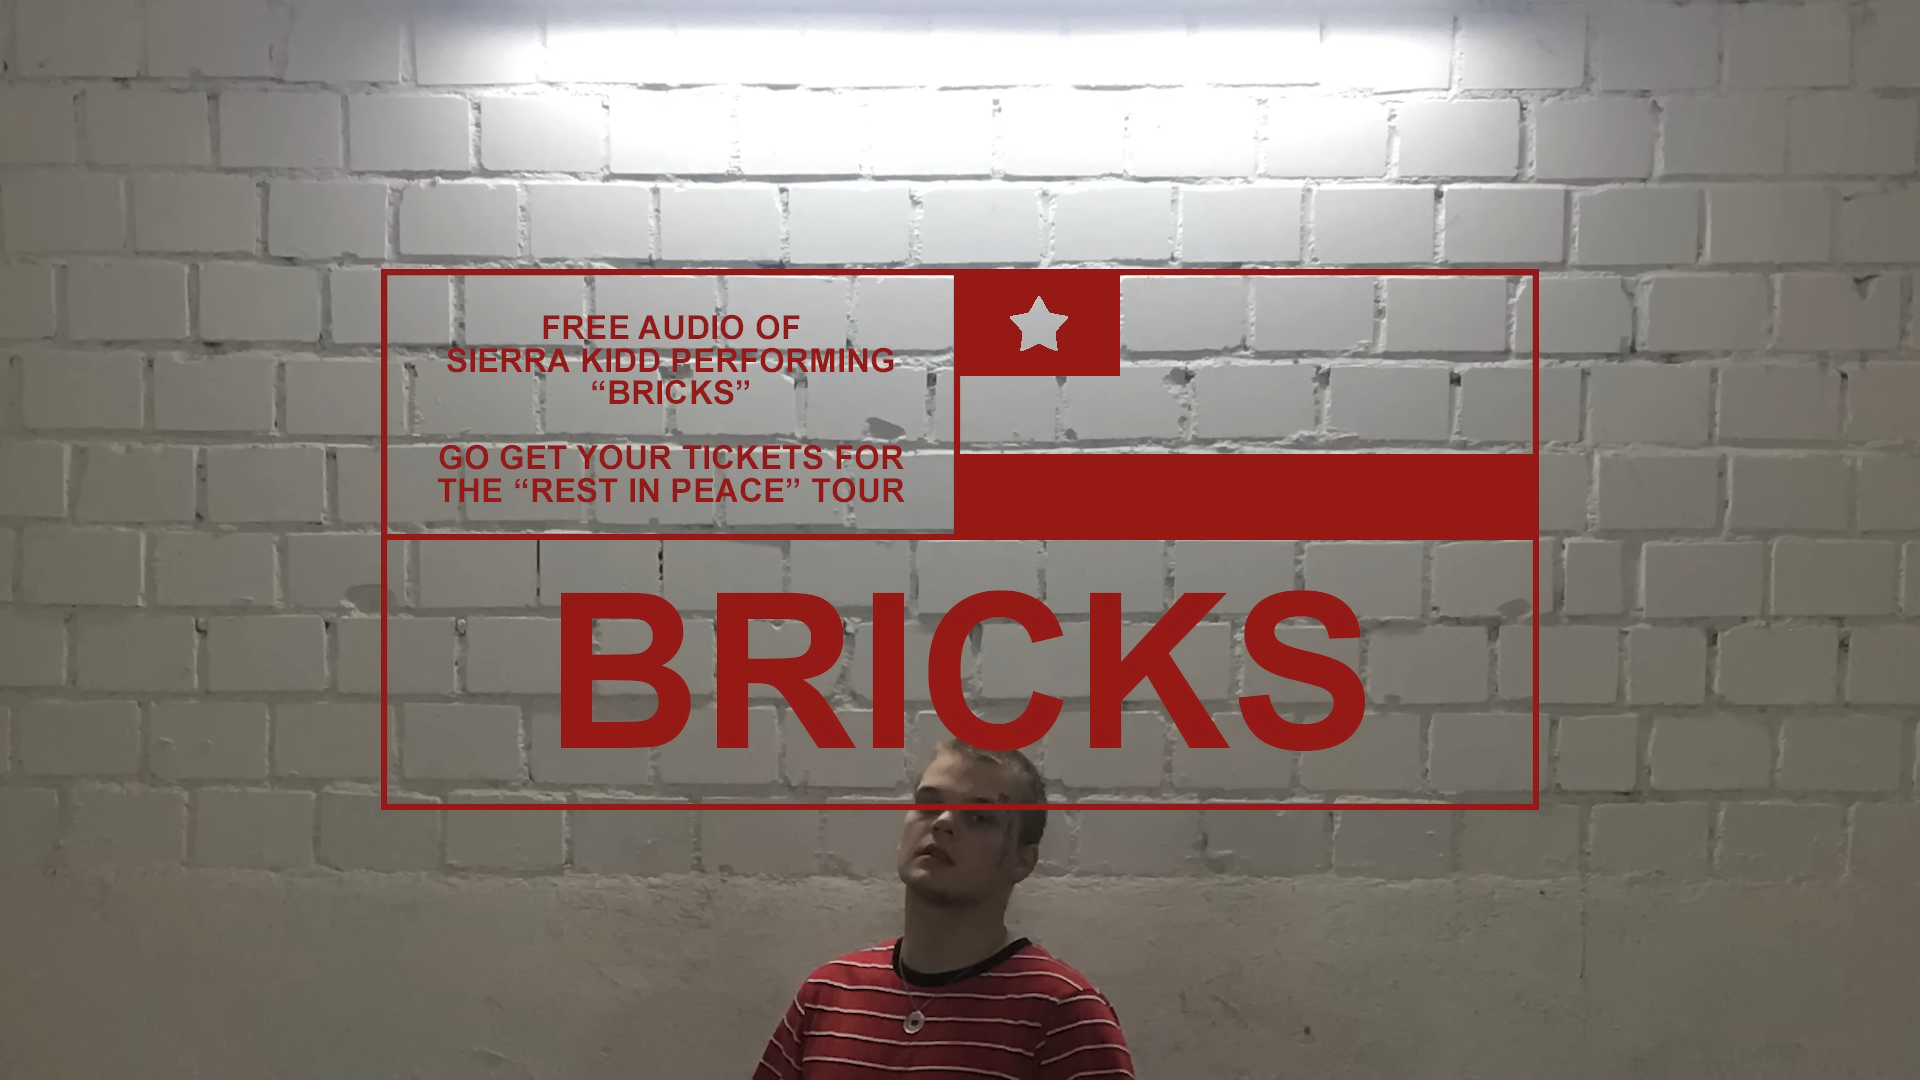 FREE AUDIO OF
SIERRA KIDD PERFORMING
“BRICKS”
GO GET YOUR TICKETS FOR
THE “REST IN PEACE” TOUR
BRICKS